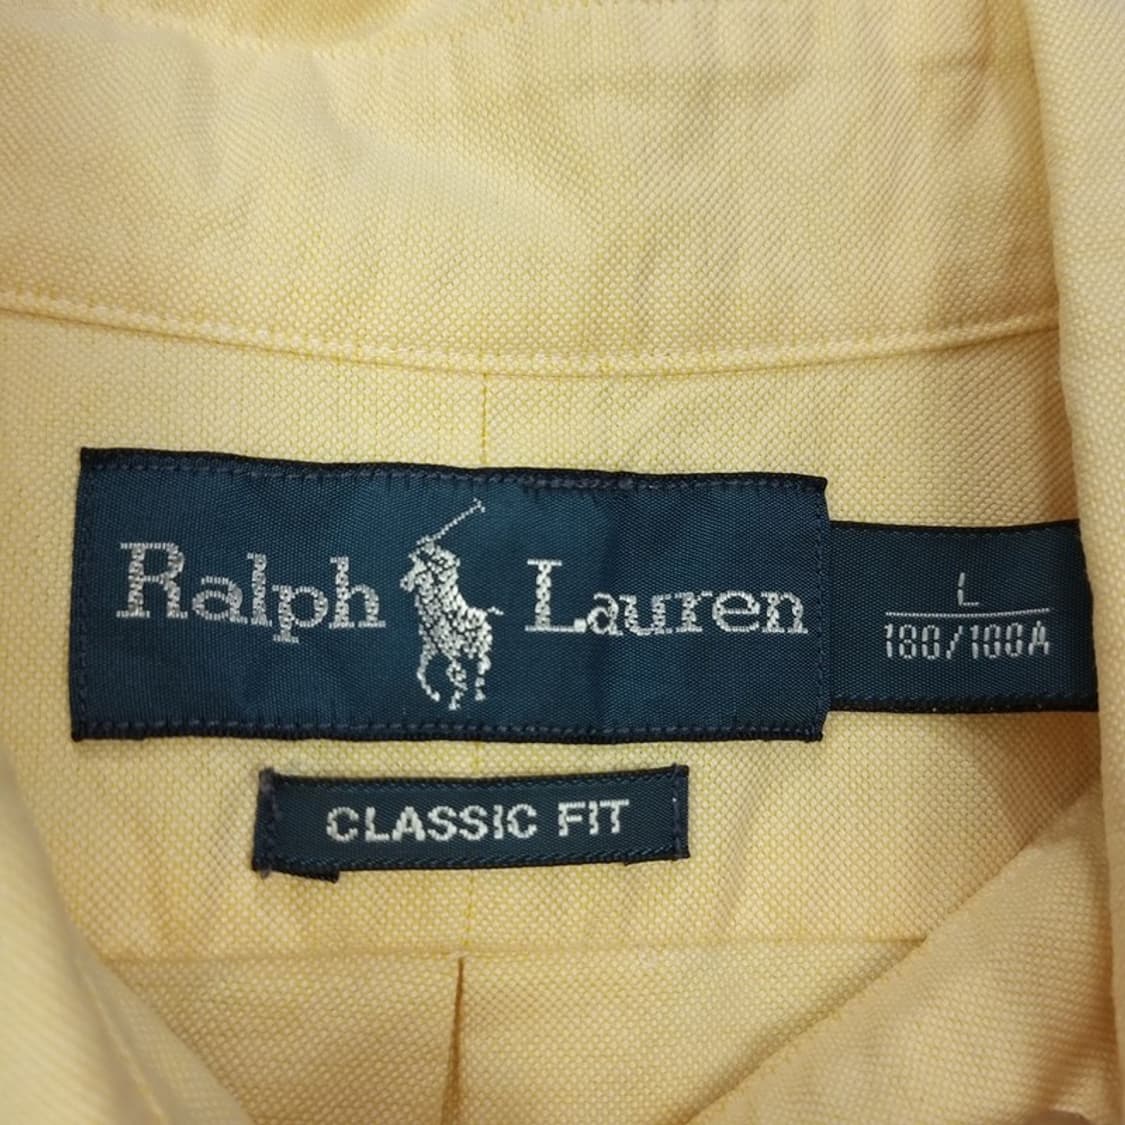 Ralph Lauren
L
180/100A
CLASSIC FIT